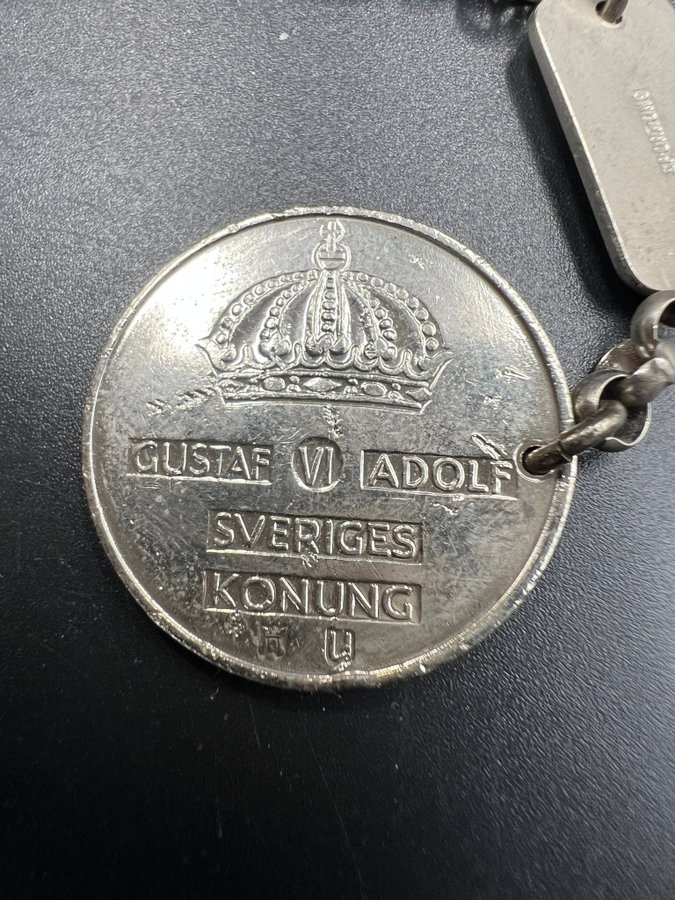 GUSTAF VI ADOLF
SVERIGES
KONUNG
U